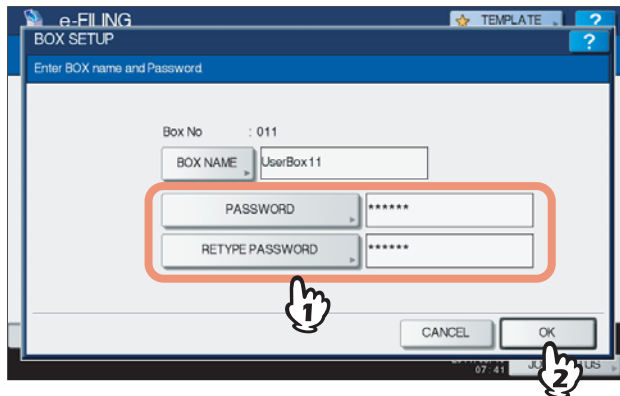 e-FILING
TEMPLATE ?
BOX SETUP ?
Enter BOX name and Password.
Box No : 011
BOX NAME UserBox11
PASSWORD ******
RETYPE PASSWORD ******
1
CANCEL OK
2
07:41